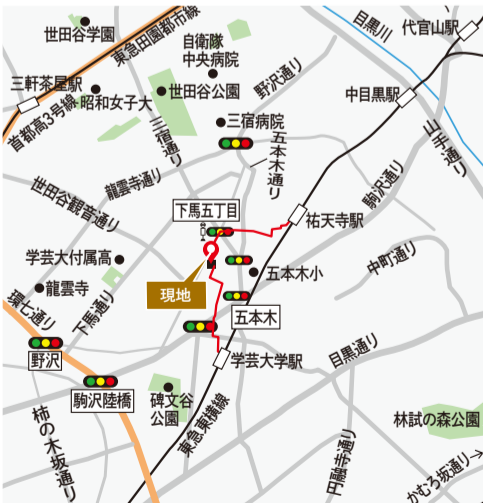 世田谷学園
東急田園都市線
自衛隊
中央病院
目黒川
代官山駅
三軒茶屋駅
首都高3号線
昭和女子大
世田谷公園
野沢通り
中目黒駅
三宿病院
三宿通り
五本木通り
山手通り
龍雲寺通り
世田谷観音通り
下馬五丁目
祐天寺駅
駒沢通り
学芸大付属高
龍雲寺
現地
五本木小
中町通り
環七通り
下馬通り
五本木
野沢
学芸大学駅
目黒通り
駒沢陸橋
碑文谷
公園
東急東横線
柿の木坂通り
林試の森公園
円融寺通り
かむろ坂通り→